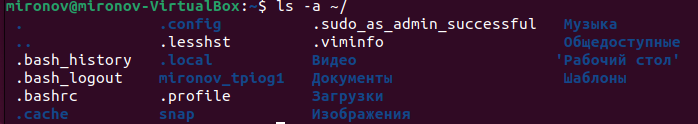 mironov@mironov-VirtualBox:~$ ls -a ~/
. .config .sudo_as_admin_successful Музыка
.. .lesshst .viminfo Общедоступные
.bash_history .local Видео 'Рабочий стол'
.bash_logout mironov_tpiog1 Документы Шаблоны
.bashrc .profile Загрузки
.cache snap Изображения